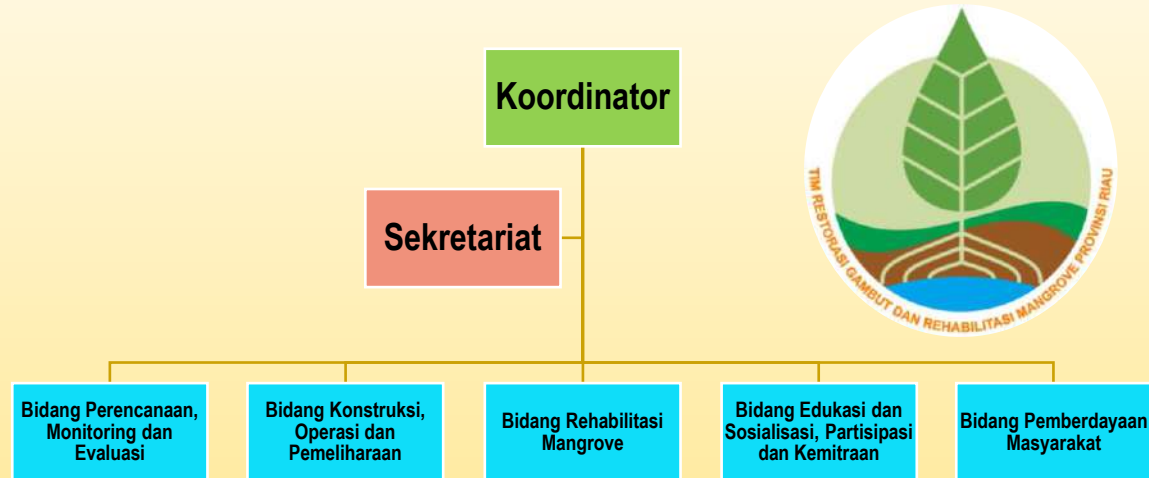 Koordinator
Sekretariat
TIM RESTORASI GAMBUT DAN REHABILITASI MANGROVE PROVINSI RIAU
Bidang Perencanaan,
Monitoring dan
Evaluasi
Bidang Konstruksi,
Operasi dan
Pemeliharaan
Bidang Rehabilitasi
Mangrove
Bidang Edukasi dan
Sosialisasi, Partisipasi
dan Kemitraan
Bidang Pemberdayaan
Masyarakat